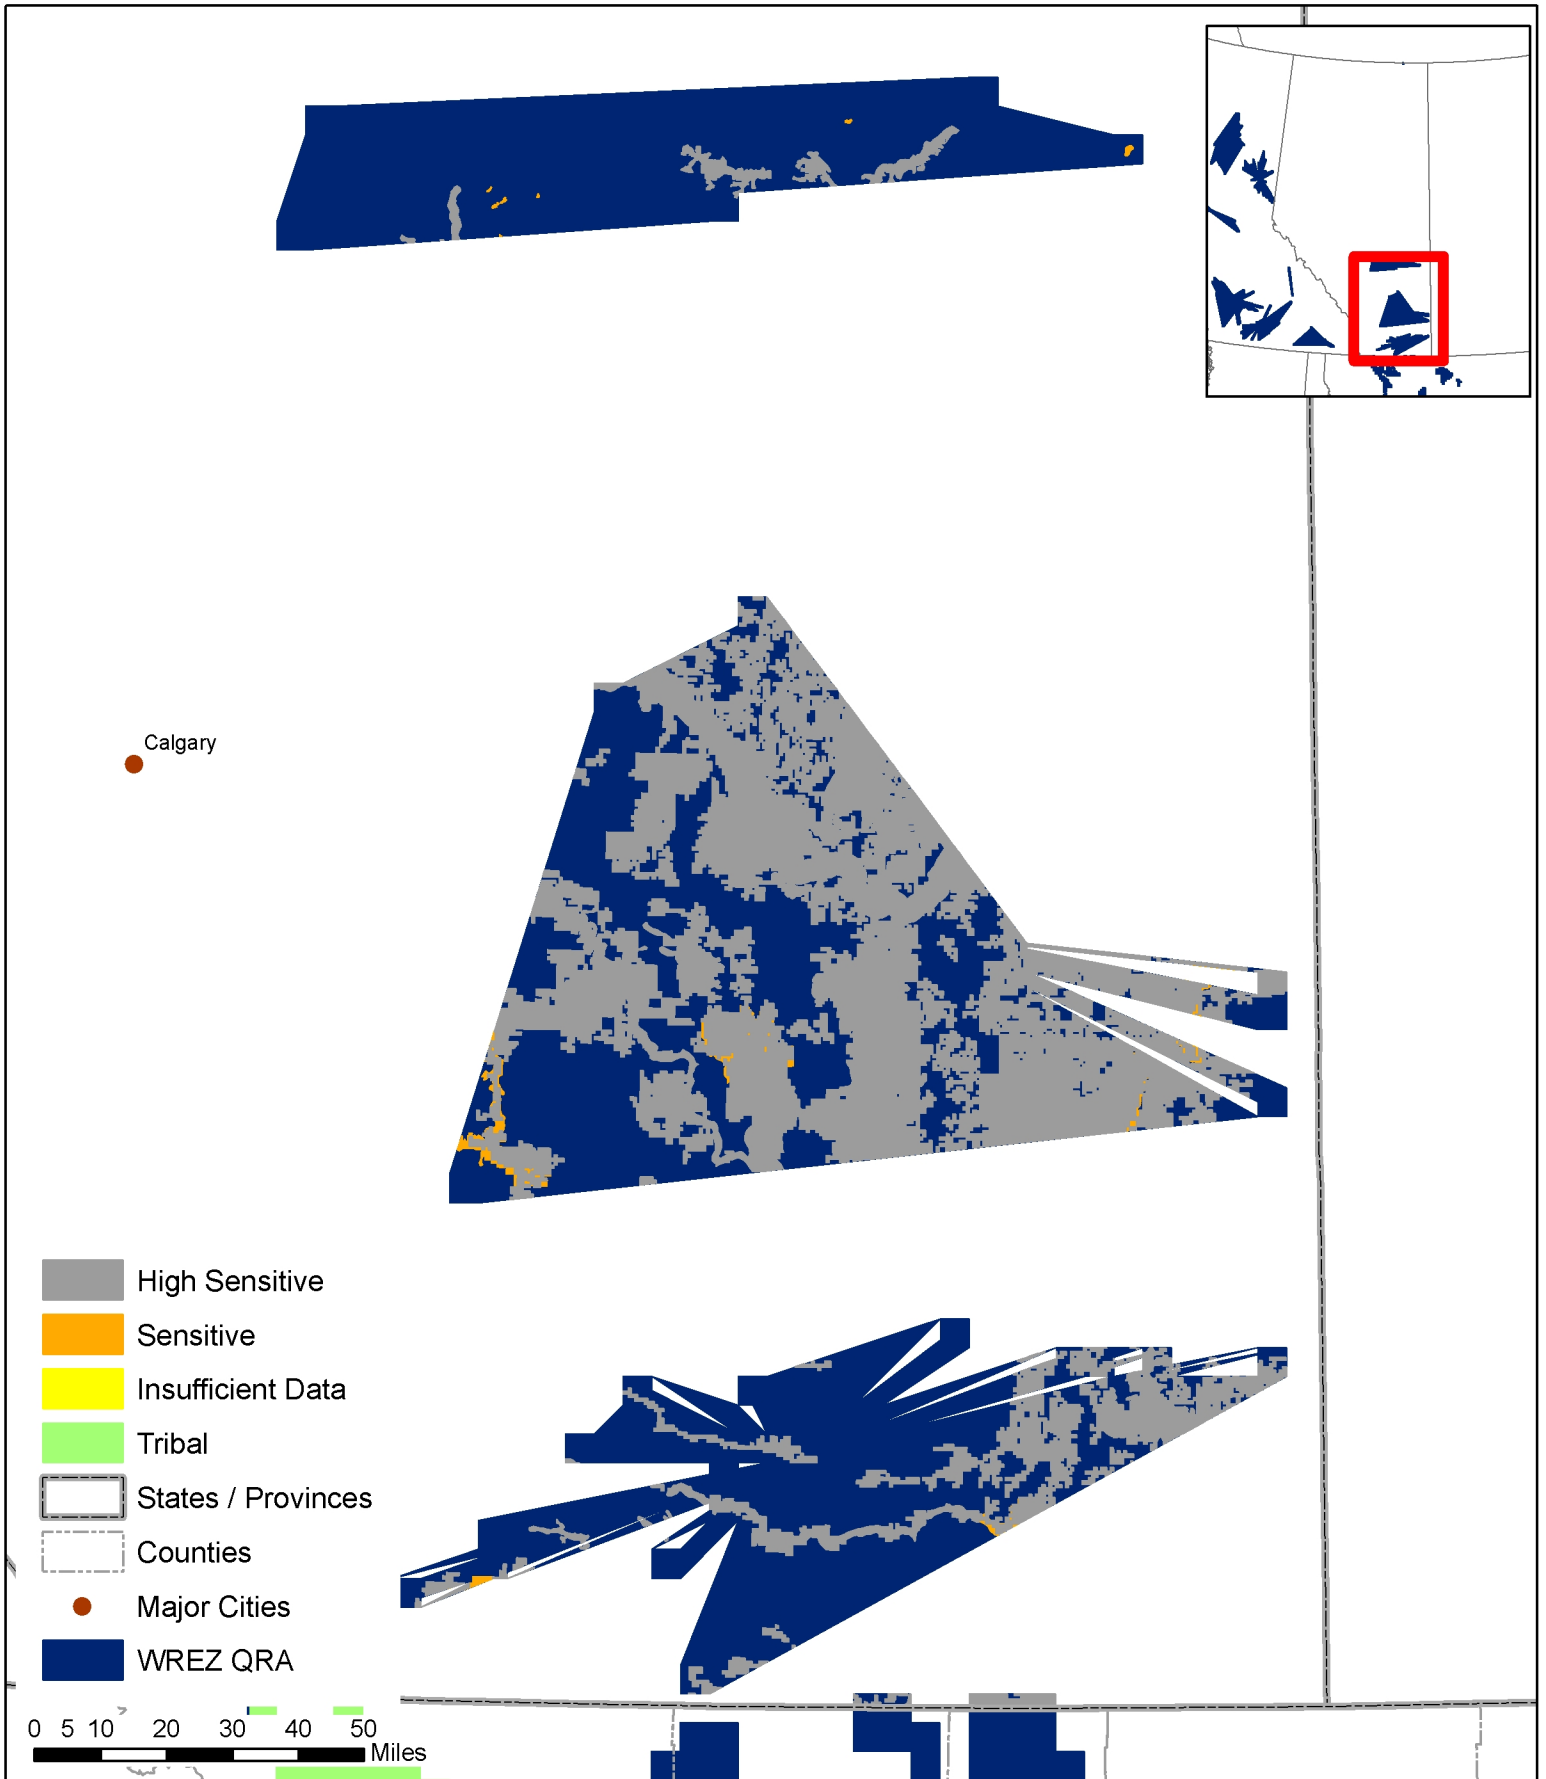 Calgary
High Sensitive
Sensitive
Insufficient Data
Tribal
States / Provinces
Counties
Major Cities
WREZ QRA
0 5 10 20 30 40 50
Miles